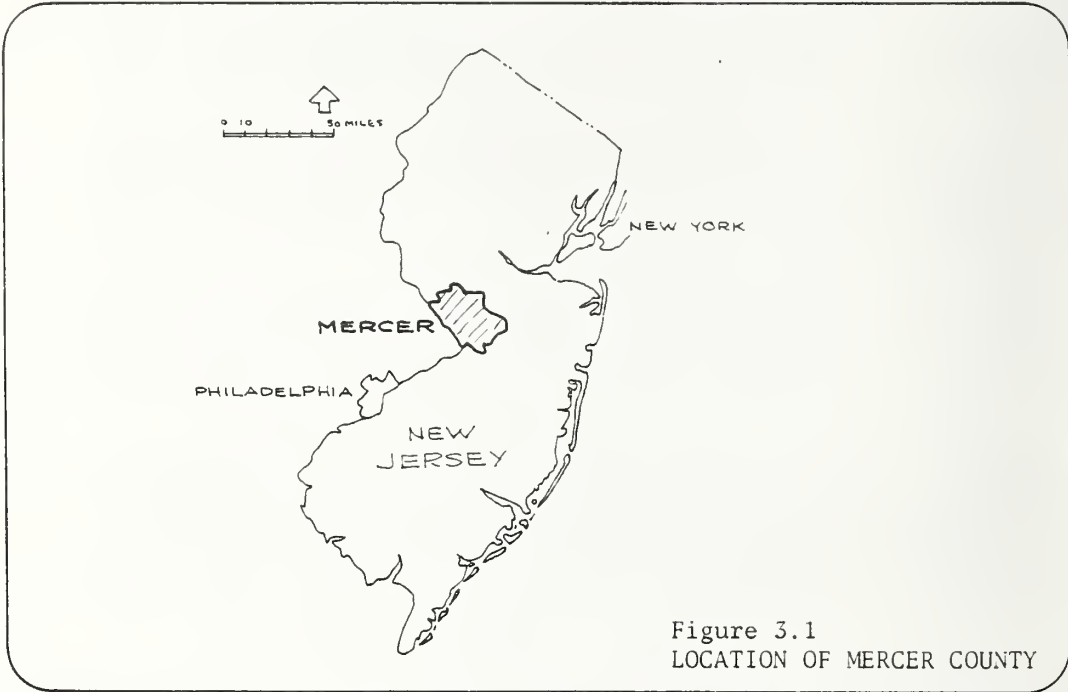 0 10 50 MILES
NEW YORK
MERCER
PHILADELPHIA
NEW
JERSEY
Figure 3.1
LOCATION OF MERCER COUNTY